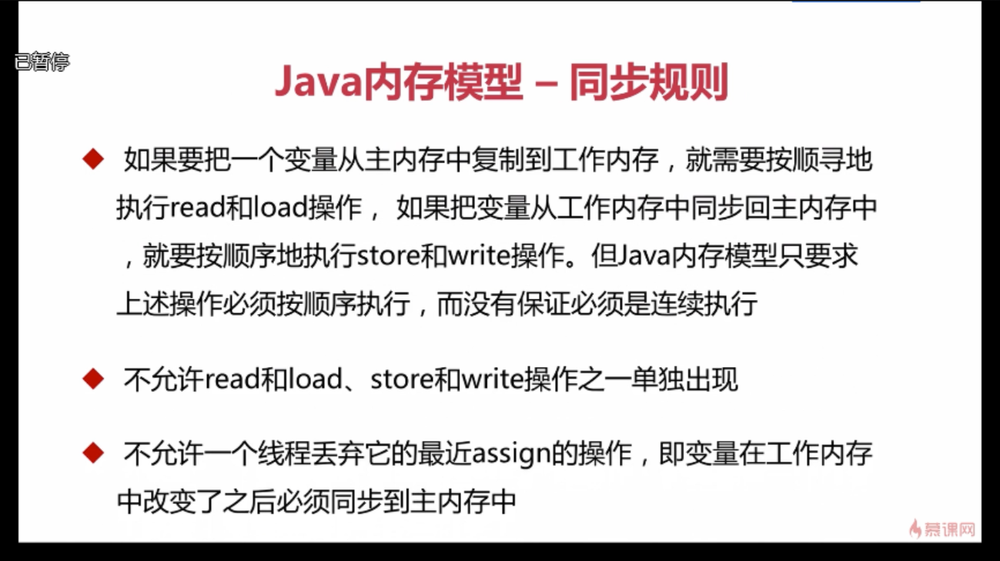 已暂停
Java内存模型 – 同步规则
如果要把一个变量从主内存中复制到工作内存，就需要按顺寻地
执行read和load操作， 如果把变量从工作内存中同步回主内存中
，就要按顺序地执行store和write操作。但Java内存模型只要求
上述操作必须按顺序执行，而没有保证必须是连续执行
不允许read和load、store和write操作之一单独出现
不允许一个线程丢弃它的最近assign的操作，即变量在工作内存
中改变了之后必须同步到主内存中
慕课网